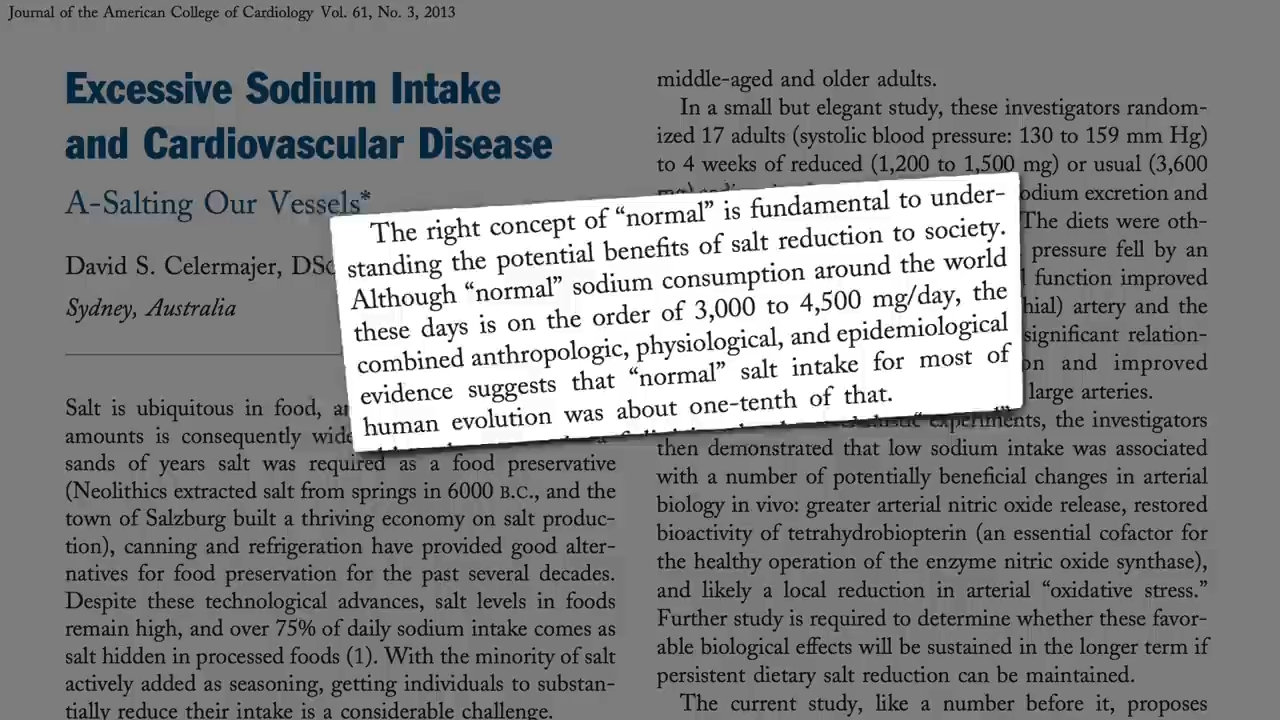 Journal of the American College of Cardiology Vol. 61, No. 3, 2013
Excessive Sodium Intake
and Cardiovascular Disease
A-Salting Our Vessels*
David S. Celermajer, DSc
Sydney, Australia
Salt is ubiquitous in food,
amounts is consequently
sands of years salt was required as a food preservative
(Neolithics extracted salt from springs in 6000 B.C., and the
town of Salzburg built a thriving economy on salt produc-
tion), canning and refrigeration have provided good alter-
natives for food preservation for the past several decades.
Despite these technological advances, salt levels in foods
remain high, and over 75% of daily sodium intake comes as
salt hidden in processed foods (1). With the minority of salt
actively added as seasoning, getting individuals to substan-
tially reduce their intake is a considerable challenge.
The right concept of “normal” is fundamental to under-
standing the potential benefits of salt reduction to society.
Although “normal” sodium consumption around the world
these days is on the order of 3,000 to 4,500 mg/day, the
combined anthropologic, physiological, and epidemiological
evidence suggests that “normal” salt intake for most of
human evolution was about one-tenth of that.
middle-aged and older adults.
In a small but elegant study, these investigators random-
ized 17 adults (systolic blood pressure: 130 to 159 mm Hg)
to 4 weeks of reduced (1,200 to 1,500 mg) or usual (3,600
sodium excretion and
The diets were oth-
pressure fell by an
function improved
artery and the
significant relation-
and improved
large arteries.
experiments, the investigators
then demonstrated that low sodium intake was associated
with a number of potentially beneficial changes in arterial
biology in vivo: greater arterial nitric oxide release, restored
bioactivity of tetrahydrobiopterin (an essential cofactor for
the healthy operation of the enzyme nitric oxide synthase),
and likely a local reduction in arterial “oxidative stress.”
Further study is required to determine whether these favor-
able biological effects will be sustained in the longer term if
persistent dietary salt reduction can be maintained.
The current study, like a number before it, proposes